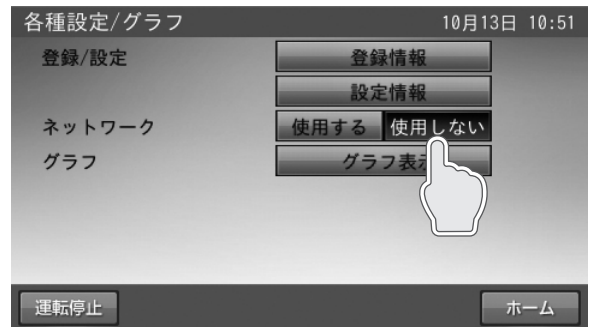 各種設定/グラフ 10月13日 10:51
登録/設定 登録情報
設定情報
ネットワーク 使用する 使用しない
グラフ グラフ表
運転停止 ホーム